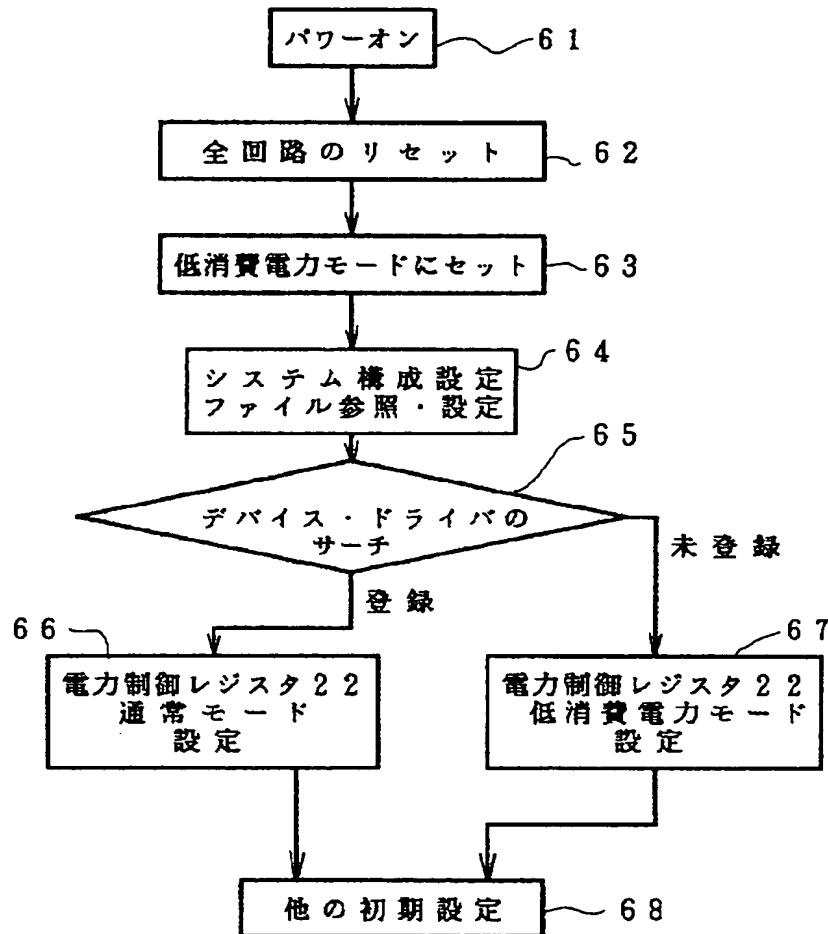 パワーオン
61
全回路のリセット
62
低消費電力モードにセット
63
64
システム構成設定
ファイル参照・設定
65
デバイス・ドライバの
サーチ
未登録
登録
66
67
電力制御レジスタ22
通常モード
設定
電力制御レジスタ22
低消費電力モード
設定
他の初期設定
68